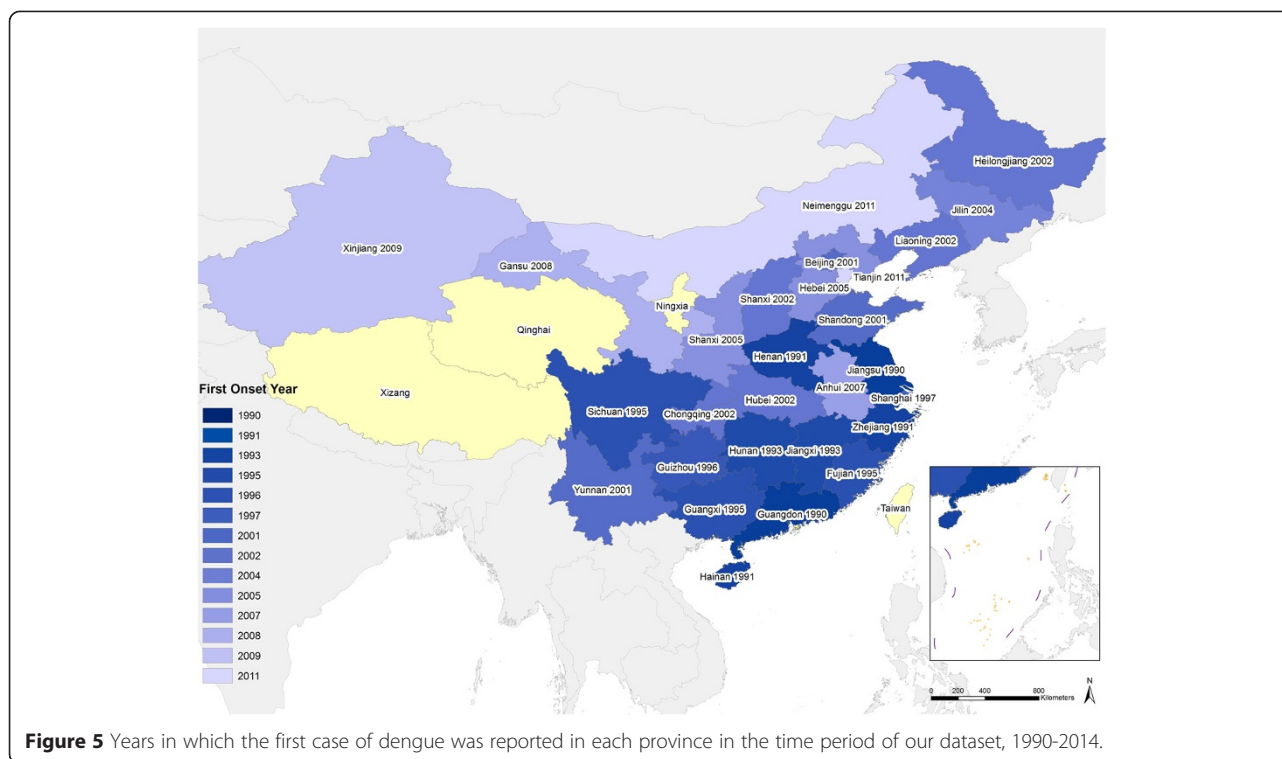 Heilongjiang 2002
Neimenggu 2011
Jilin 2004
Xinjiang 2009
Liaoning 2002
Gansu 2008
Beijing 2001
Tianjin 2011
Hebei 2005
Ningxia
Shanxi 2002
Shandong 2001
Qinghai
Shanxi 2005
Henan 1991
Jiangsu 1990
Anhui 2007
Xizang
Shanghai 1997
Hubei 2002
Sichuan 1995
Chongqing 2002
Zhejiang 1991
Hunan 1993
Jiangxi 1993
Guizhou 1996
Fujian 1995
Yunnan 2001
Guangxi 1995
Guangdon 1990
Taiwan
Hainan 1991
First Onset Year
1990
1991
1993
1995
1996
1997
2001
2002
2004
2005
2007
2008
2009
2011
N
0 200 400 800
Kilometers
Figure 5 Years in which the first case of dengue was reported in each province in the time period of our dataset, 1990-2014.